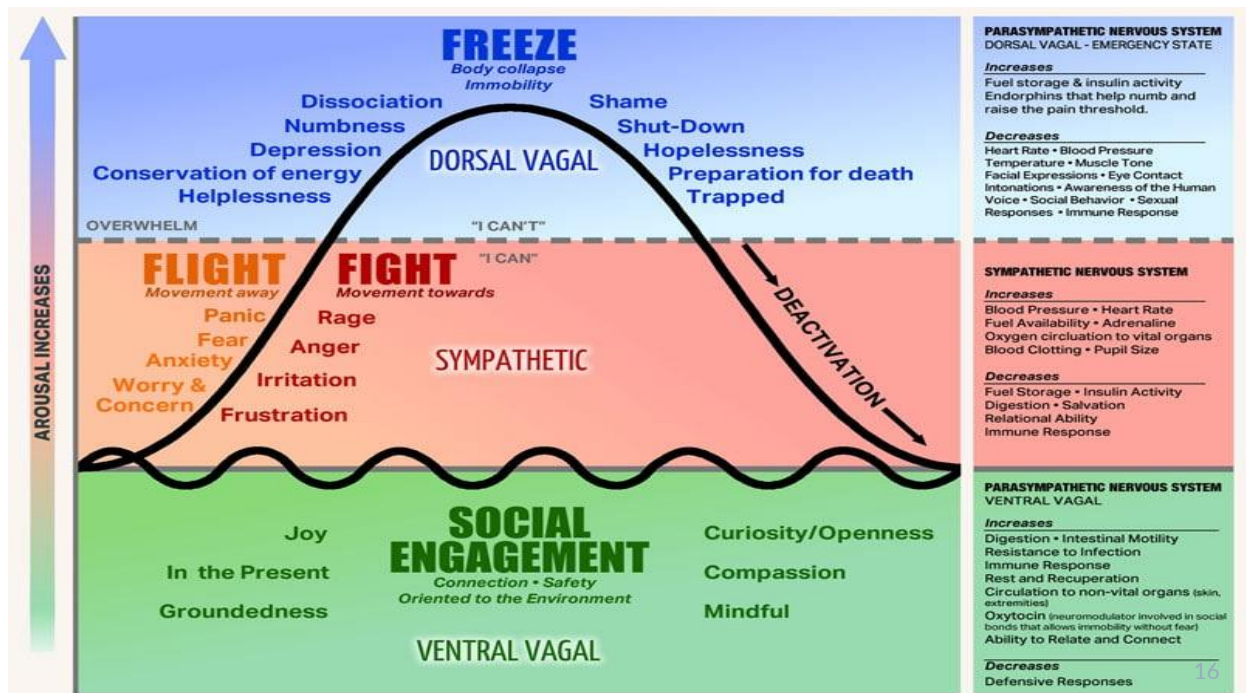 FREEZE
Body collapse
Immobility
Dissociation
Numbness
Depression
Conservation of energy
Helplessness
Shame
Shut-Down
Hopelessness
Preparation for death
Trapped
DORSAL VAGAL
OVERWHELM
"I CAN'T"
"I CAN"
FLIGHT
Movement away
Panic
Fear
Anxiety
Worry &
Concern
FIGHT
Movement towards
Rage
Anger
Irritation
Frustration
SYMPATHETIC
DEACTIVATION
AROUSAL INCREASES
Joy
In the Present
Groundedness
SOCIAL
ENGAGEMENT
Connection • Safety
Oriented to the Environment
Curiosity/Openness
Compassion
Mindful
VENTRAL VAGAL
PARASYMPATHETIC NERVOUS SYSTEM
DORSAL VAGAL - EMERGENCY STATE
Increases
Fuel storage & insulin activity
Endorphins that help numb and
raise the pain threshold.
Decreases
Heart Rate • Blood Pressure
Temperature • Muscle Tone
Facial Expressions • Eye Contact
Intonations • Awareness of the Human
Voice • Social Behavior • Sexual
Responses • Immune Response
SYMPATHETIC NERVOUS SYSTEM
Increases
Blood Pressure • Heart Rate
Fuel Availability • Adrenaline
Oxygen circluation to vital organs
Blood Clotting • Pupil Size
Decreases
Fuel Storage • Insulin Activity
Digestion • Salvation
Relational Ability
Immune Response
PARASYMPATHETIC NERVOUS SYSTEM
VENTRAL VAGAL
Increases
Digestion • Intestinal Motility
Resistance to Infection
Immune Response
Rest and Recuperation
Circulation to non-vital organs (skin,
extremities)
Oxytocin (neuromodulator involved in social
bonds that allows immobility without fear)
Ability to Relate and Connect
Decreases
Defensive Responses
16